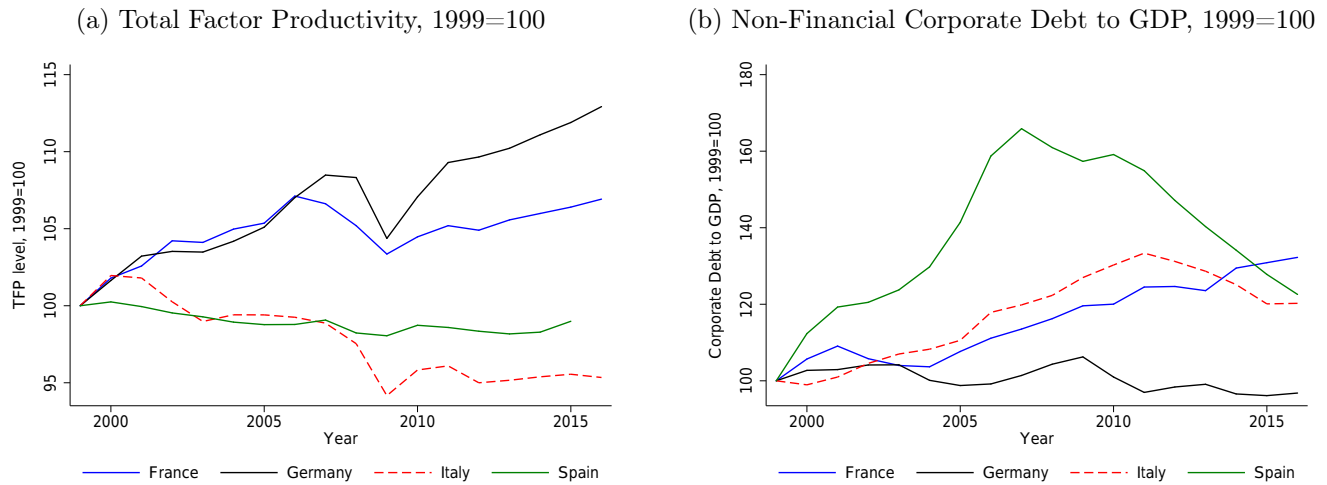 (a) Total Factor Productivity, 1999=100
115
110
105
100
95
TFP level, 1999=100
2000 2005 2010 2015
Year
France Germany Italy Spain
(b) Non-Financial Corporate Debt to GDP, 1999=100
180
160
140
120
100
Corporate Debt to GDP, 1999=100
2000 2005 2010 2015
Year
France Germany Italy Spain